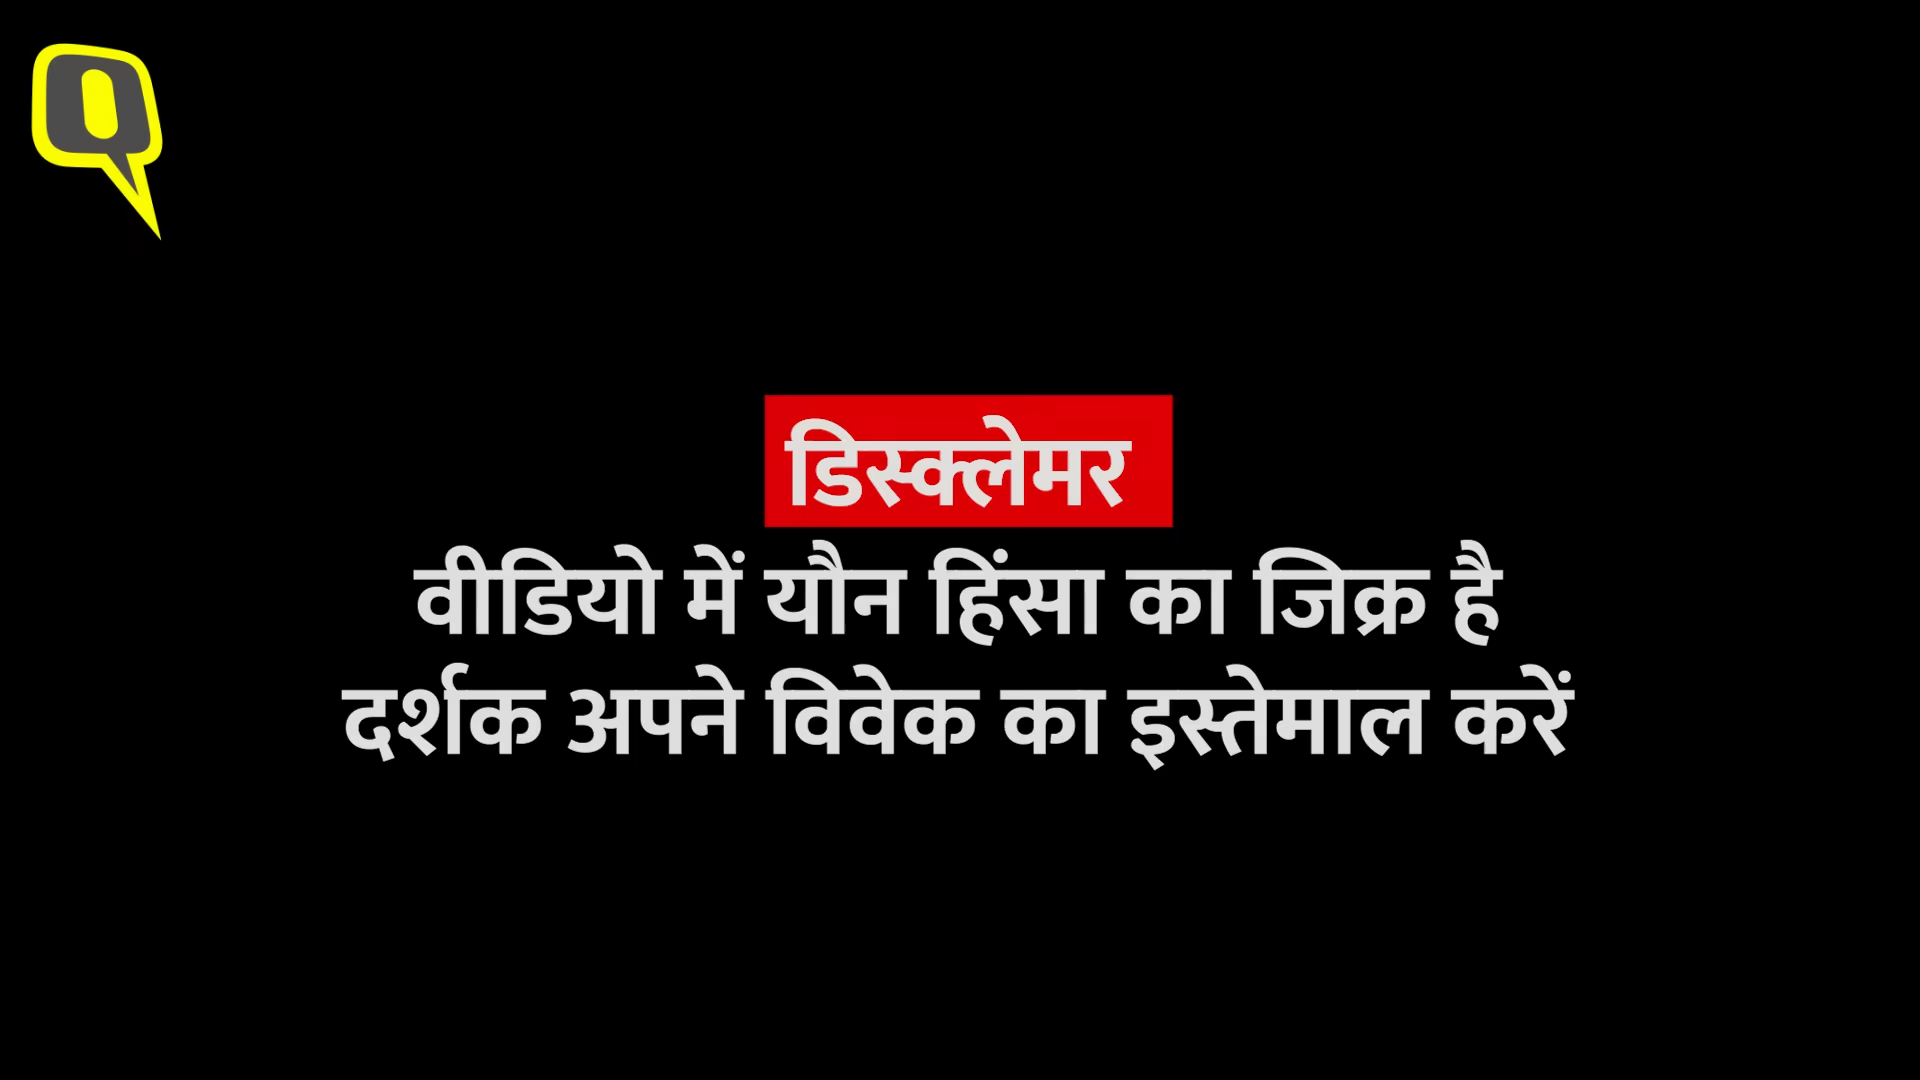 डिस्क्लेमर
वीडियो में यौन हिंसा का जिक्र है
दर्शक अपने विवेक का इस्तेमाल करें